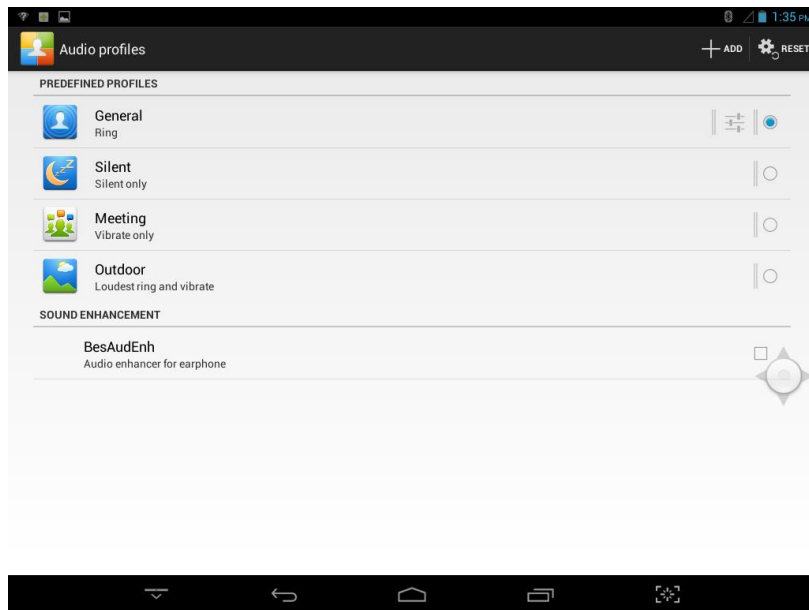 1:35 PM
Audio profiles
ADD
RESET
PREDEFINED PROFILES
General
Ring
Silent
Silent only
Meeting
Vibrate only
Outdoor
Loudest ring and vibrate
SOUND ENHANCEMENT
BesAudEnh
Audio enhancer for earphone